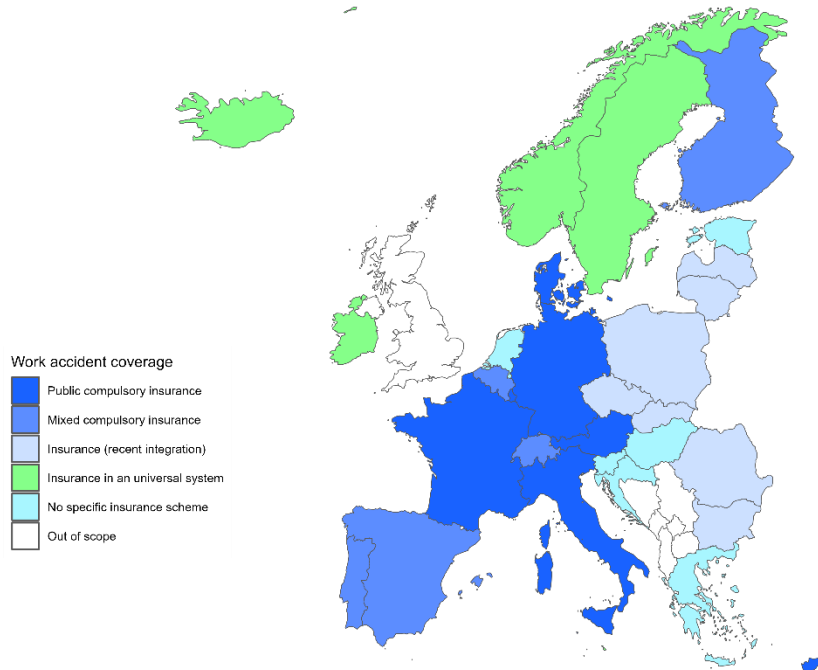 Work accident coverage
Public compulsory insurance
Mixed compulsory insurance
Insurance (recent integration)
Insurance in an universal system
No specific insurance scheme
Out of scope